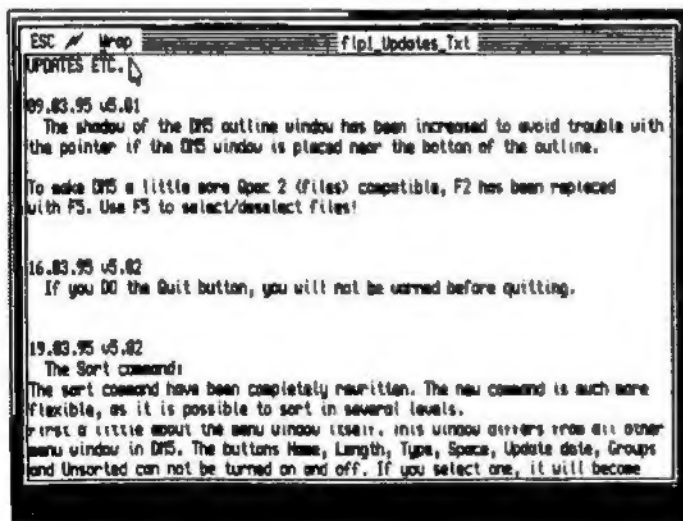 ESC Wrap flp1_Updates_Txt
UPDATES ETC.
09.03.95 v5.01
The shadow of the DM5 outline window has been increased to avoid trouble with
the pointer if the DM5 window is placed near the bottom of the outline.
To make DM5 a little more Qpac 2 (files) compatible, F2 has been replaced
with F5. Use F5 to select/deselect files!
16.03.95 v5.02
If you DO the Quit button, you will not be warned before quitting.
19.03.95 v5.02
The Sort command:
The sort command have been completely rewritten. The new command is much more
flexible, as it is possible to sort in several levels.
First a little about the menu window itself. This window differs from all other
menu window in DM5. The buttons Name, Length, Type, Space, Update date, Groups
and Unsorted can not be turned on and off. If you select one, it will become